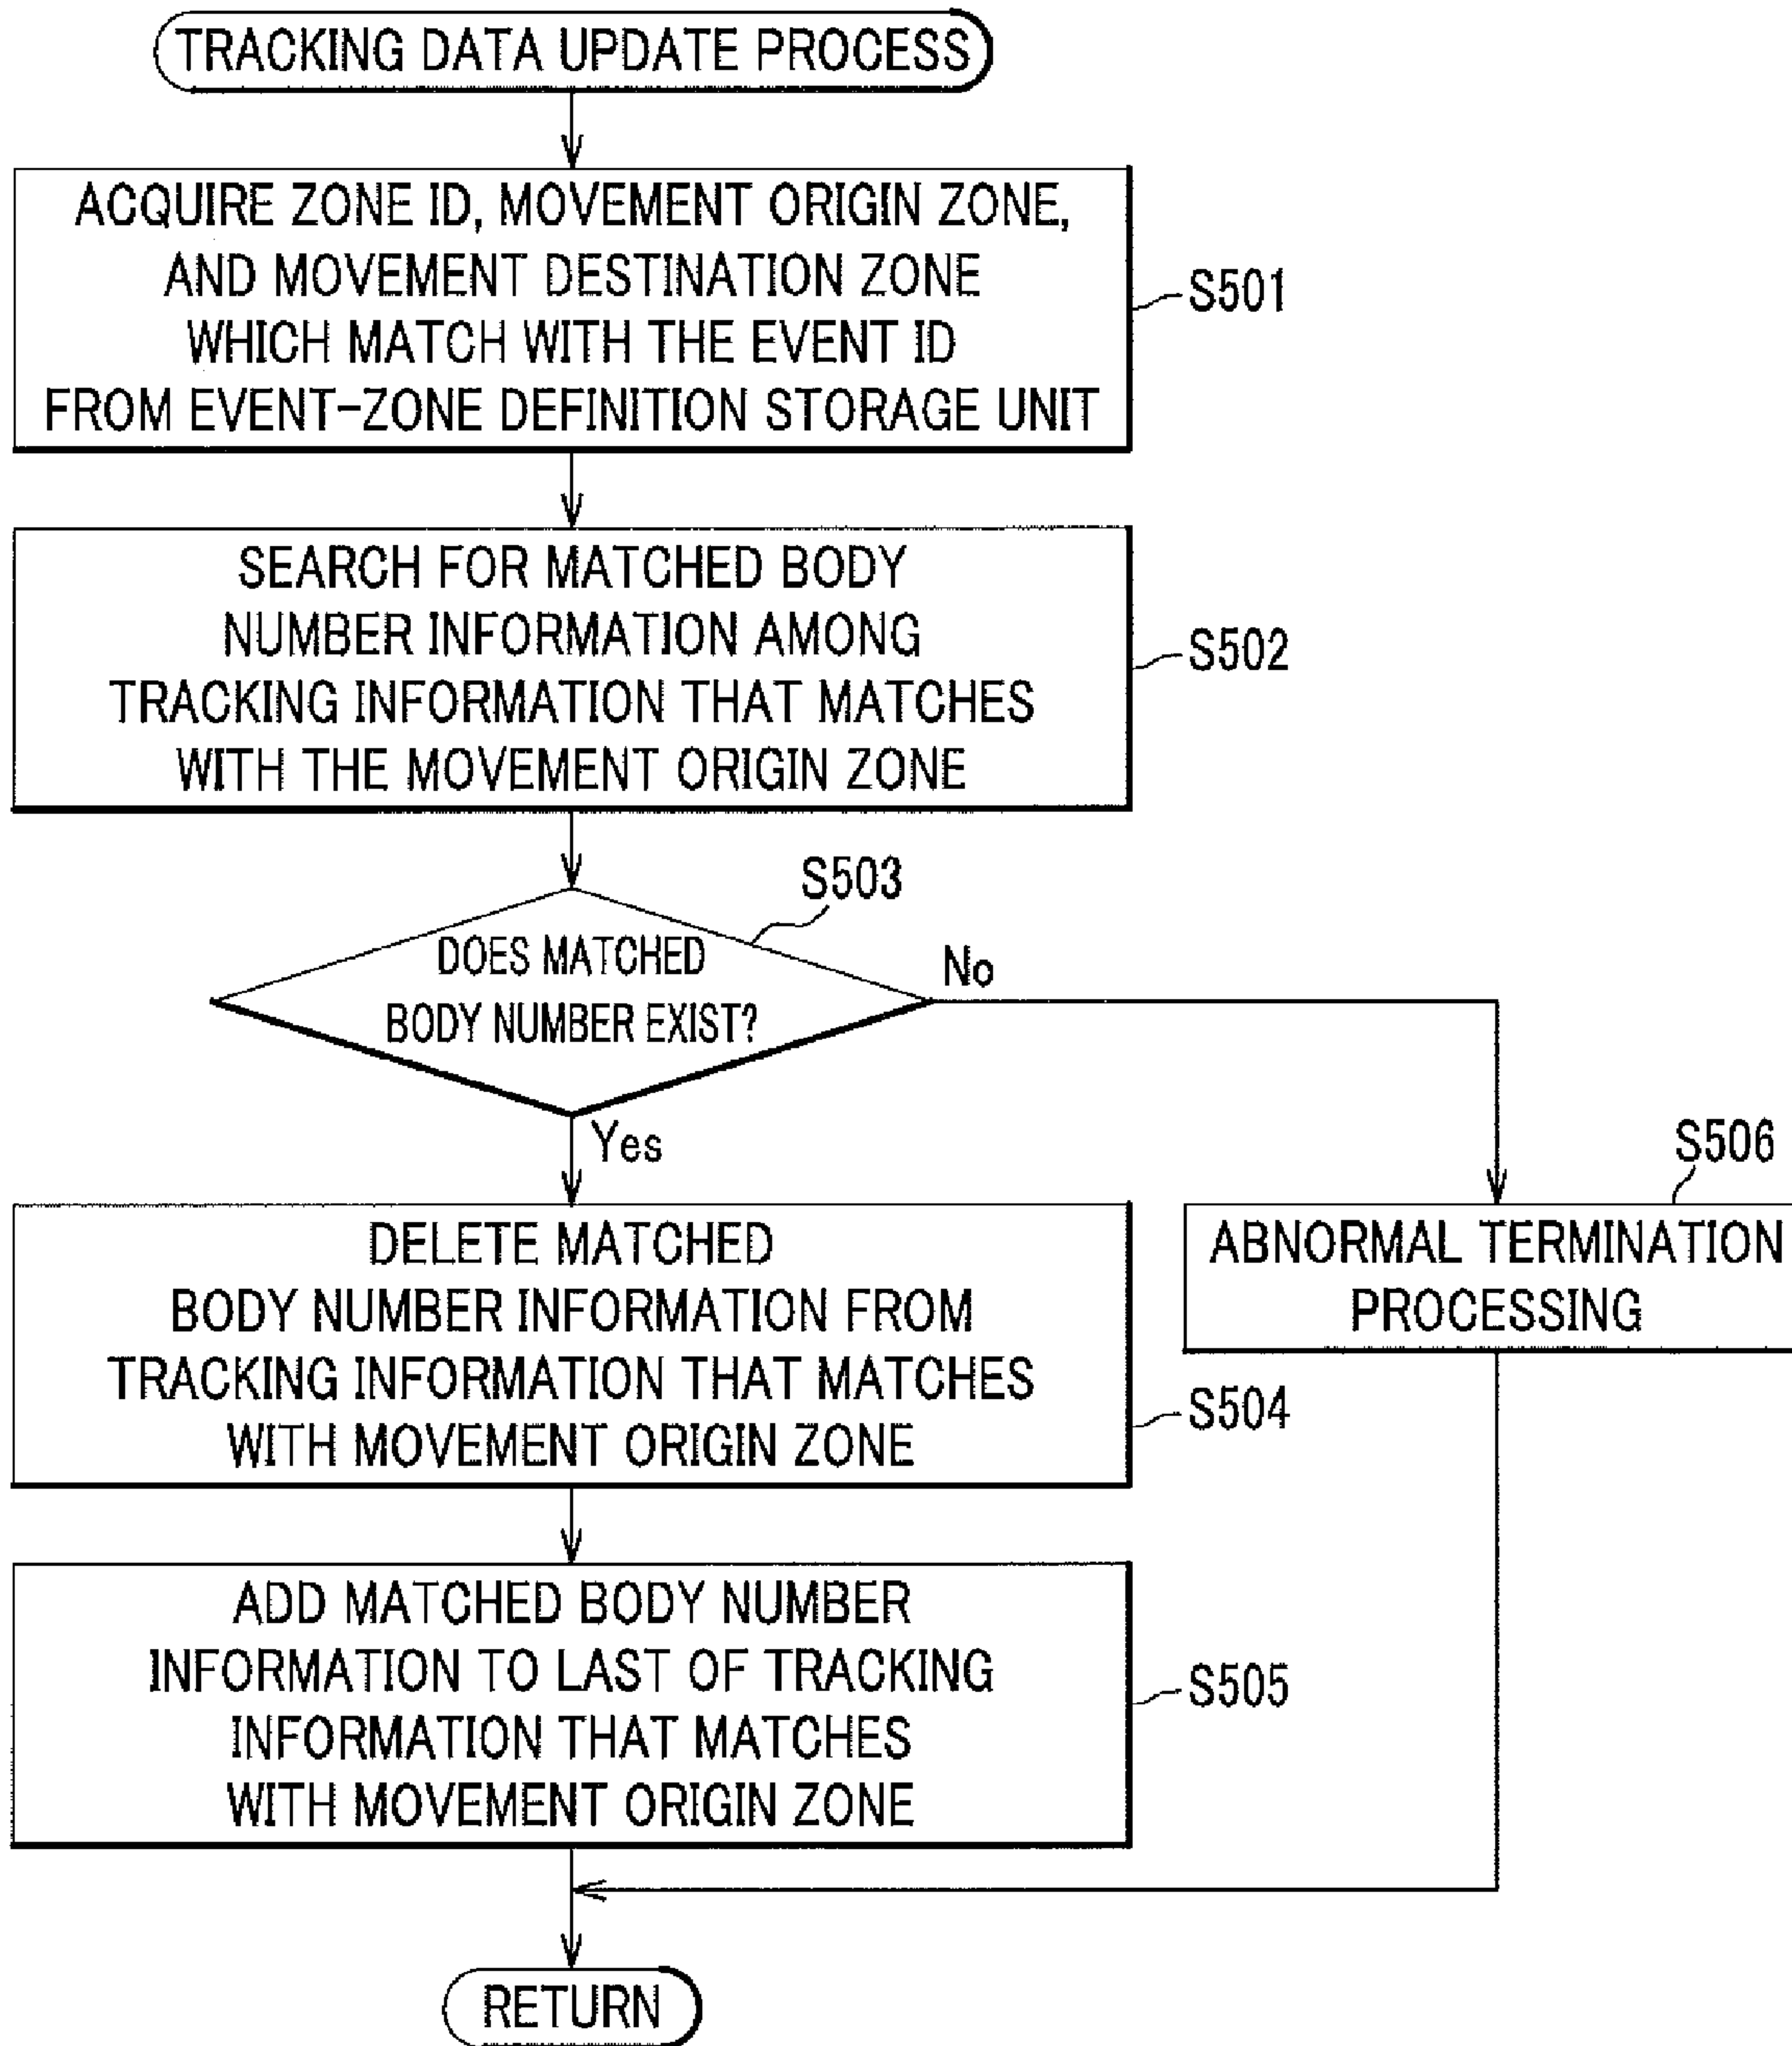 TRACKING DATA UPDATE PROCESS
ACQUIRE ZONE ID, MOVEMENT ORIGIN ZONE,
AND MOVEMENT DESTINATION ZONE
WHICH MATCH WITH THE EVENT ID
FROM EVENT-ZONE DEFINITION STORAGE UNIT
S501
SEARCH FOR MATCHED BODY
NUMBER INFORMATION AMONG
TRACKING INFORMATION THAT MATCHES
WITH THE MOVEMENT ORIGIN ZONE
S502
S503
DOES MATCHED
BODY NUMBER EXIST?
No
Yes
S506
ABNORMAL TERMINATION
PROCESSING
DELETE MATCHED
BODY NUMBER INFORMATION FROM
TRACKING INFORMATION THAT MATCHES
WITH MOVEMENT ORIGIN ZONE
S504
ADD MATCHED BODY NUMBER
INFORMATION TO LAST OF TRACKING
INFORMATION THAT MATCHES
WITH MOVEMENT ORIGIN ZONE
S505
RETURN